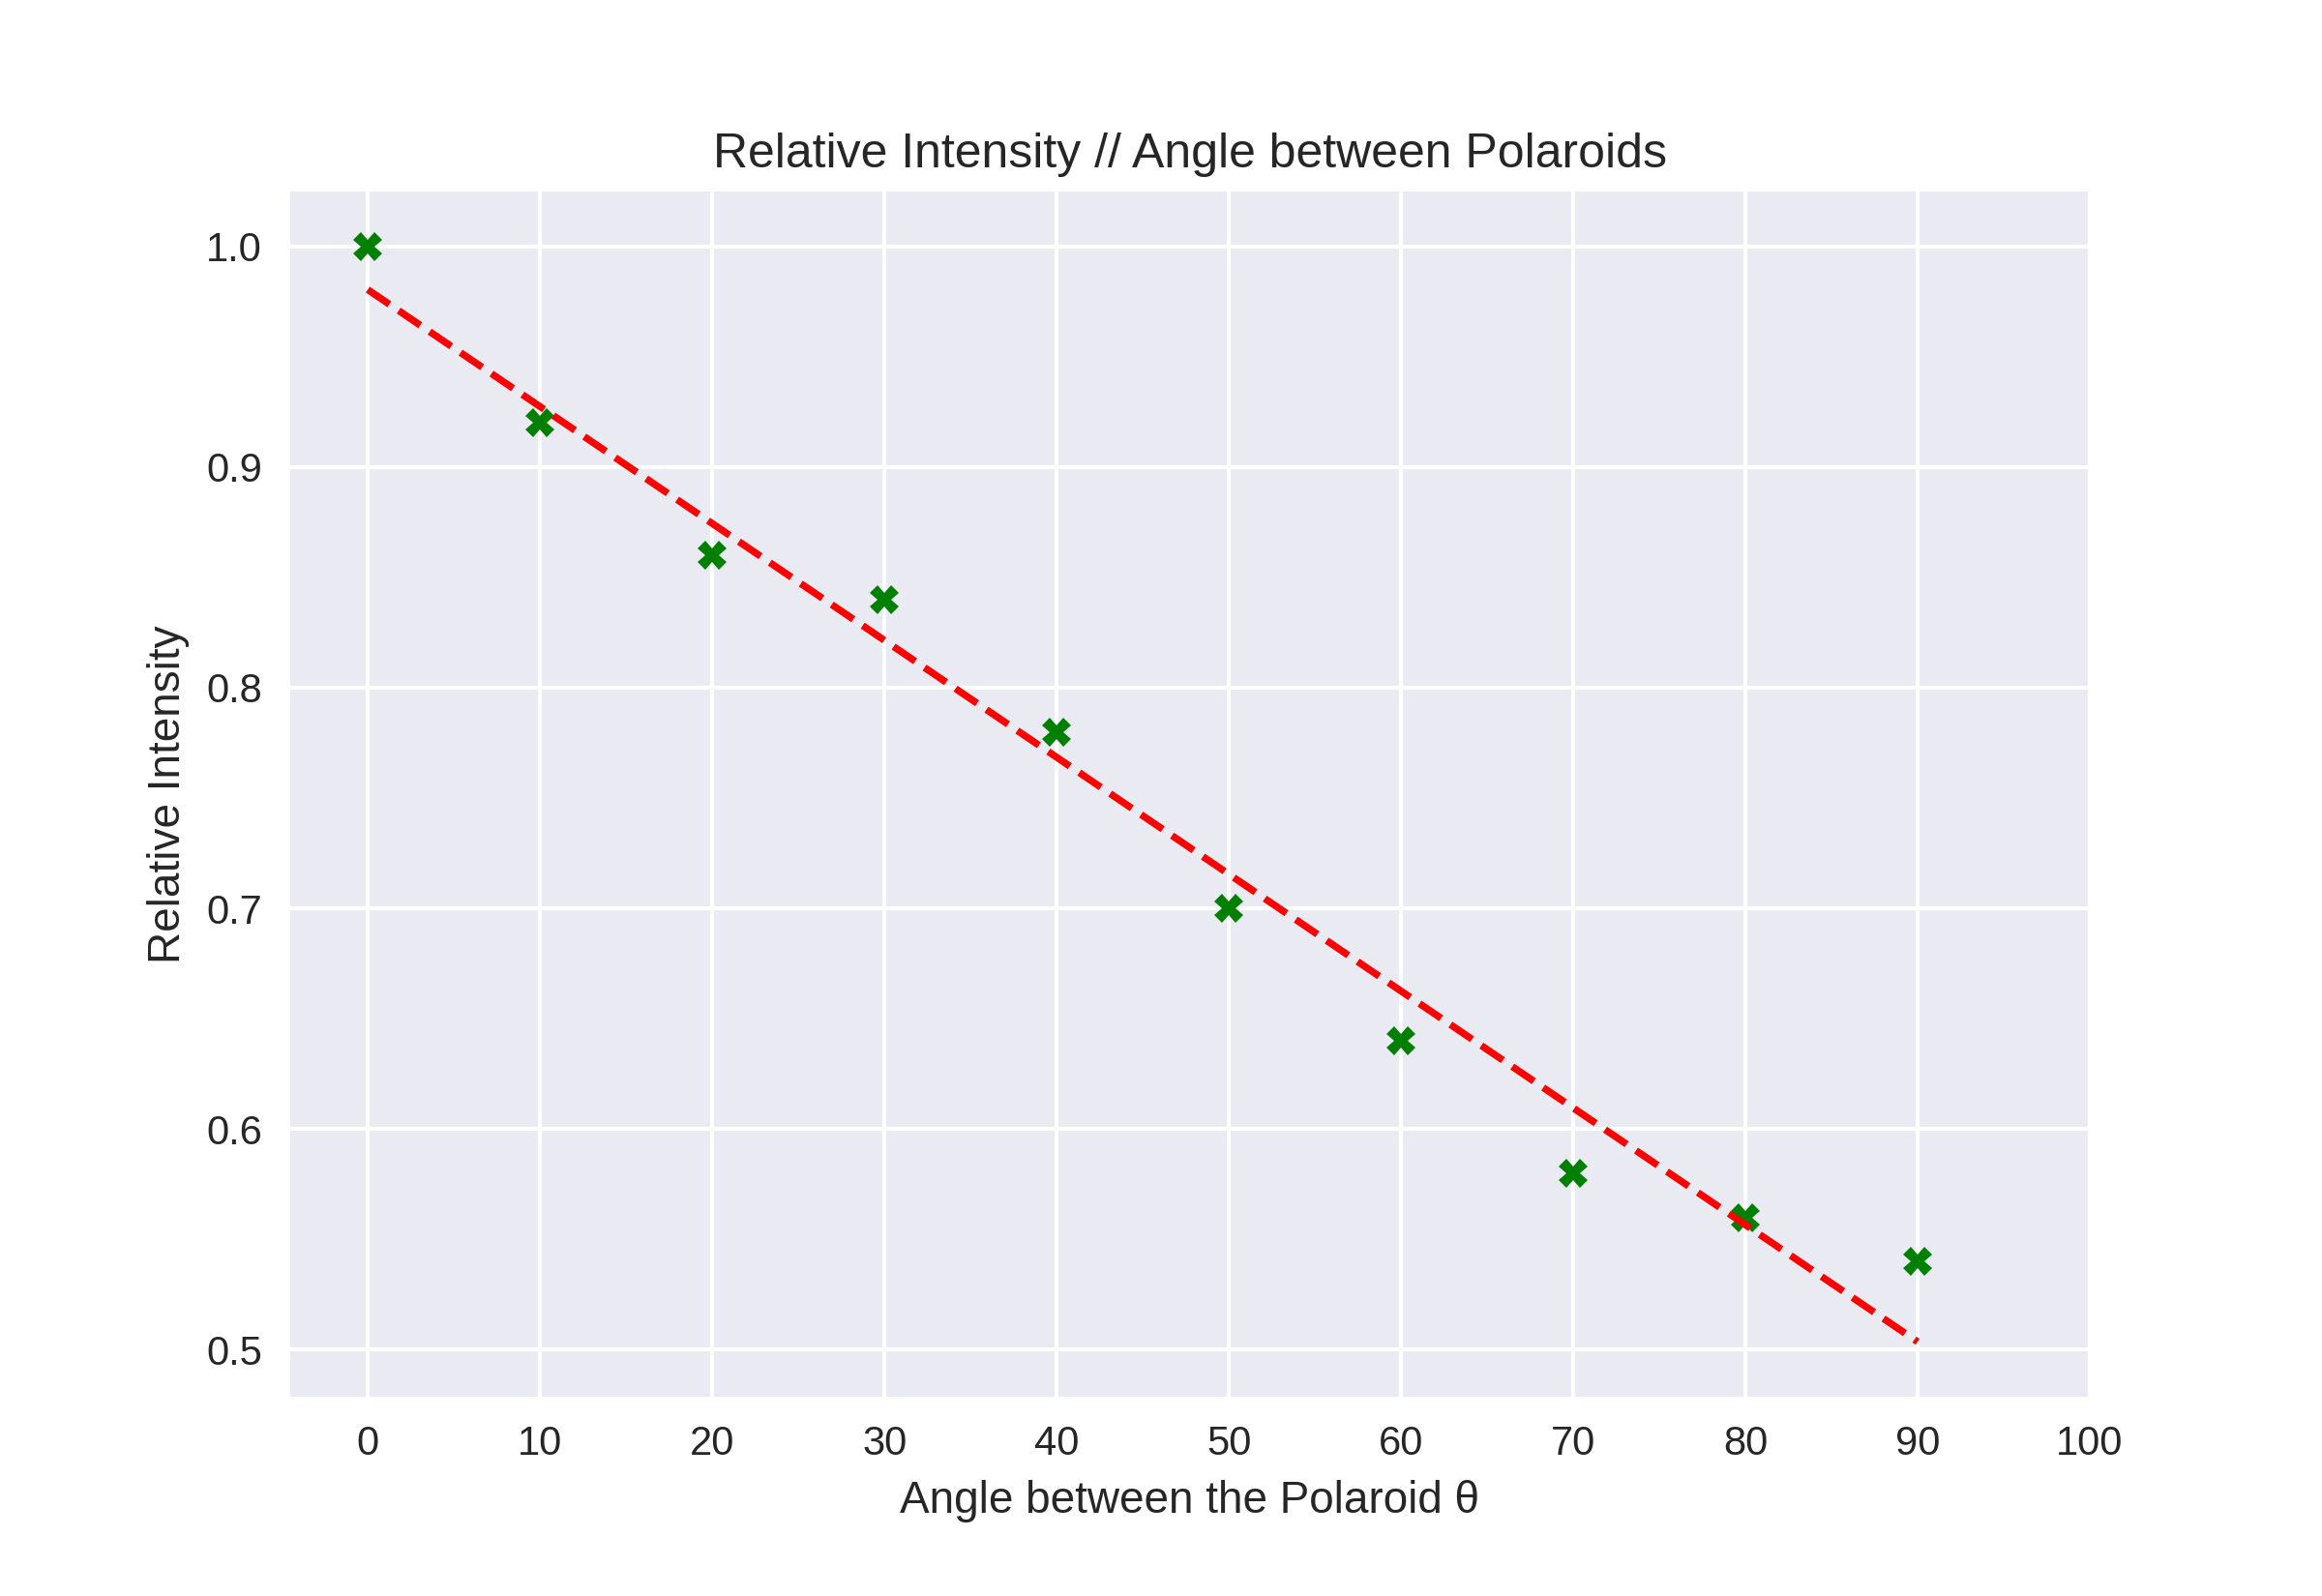 Relative Intensity // Angle between Polaroids
1.0
0.9
0.8
0.7
0.6
0.5
Relative Intensity
0 10 20 30 40 50 60 70 80 90 100
Angle between the Polaroid θ